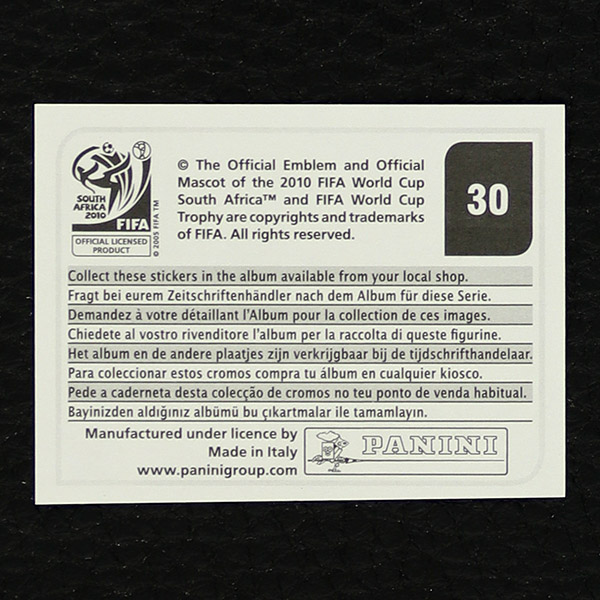 SOUTH
AFRICA
2010
FIFA
OFFICIAL LICENSED
PRODUCT
© 2005 FIFA TM
© The Official Emblem and Official
Mascot of the 2010 FIFA World Cup
South Africa™ and FIFA World Cup
Trophy are copyrights and trademarks
of FIFA. All rights reserved.
30
Collect these stickers in the album available from your local shop.
Fragt bei eurem Zeitschriftenhändler nach dem Album für diese Serie.
Demandez à votre détaillant l'Album pour la collection de ces images.
Chiedete al vostro rivenditore l'album per la raccolta di queste figurine.
Het album en de andere plaatjes zijn verkrijgbaar bij de tijdschrifthandelaar.
Para coleccionar estos cromos compra tu álbum en cualquier kiosco.
Pede a caderneta desta colecção de cromos no teu ponto de venda habitual.
Bayinizden aldığınız albümü bu çıkartmalar ile tamamlayın.
Manufactured under licence by
Made in Italy
www.paninigroup.com
PANINI